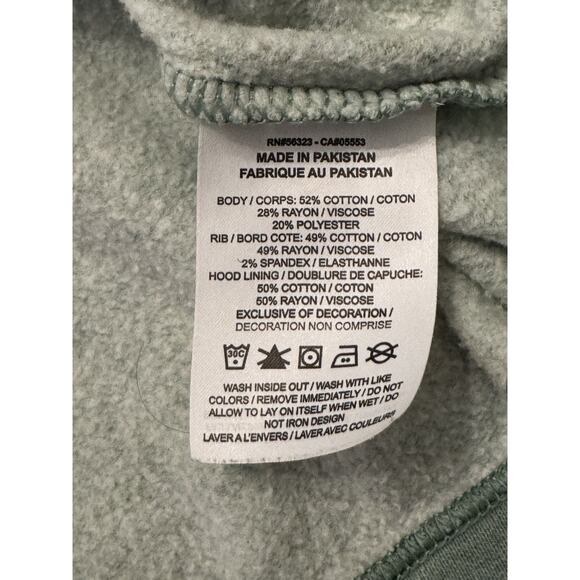 RN#56323 - CA#05553
MADE IN PAKISTAN
FABRIQUE AU PAKISTAN
BODY / CORPS: 52% COTTON / COTON
28% RAYON / VISCOSE
20% POLYESTER
RIB / BORD COTE: 49% COTTON / COTON
49% RAYON / VISCOSE
2% SPANDEX / ELASTHANNE
HOOD LINING / DOUBLURE DE CAPUCHE:
50% COTTON / COTON
50% RAYON / VISCOSE
EXCLUSIVE OF DECORATION /
DECORATION NON COMPRISE
30C
WASH INSIDE OUT / WASH WITH LIKE
COLORS / REMOVE IMMEDIATELY / DO NOT
ALLOW TO LAY ON ITSELF WHEN WET / DO
NOT IRON DESIGN
LAVER A L'ENVERS / LAVER AVEC COULEURS